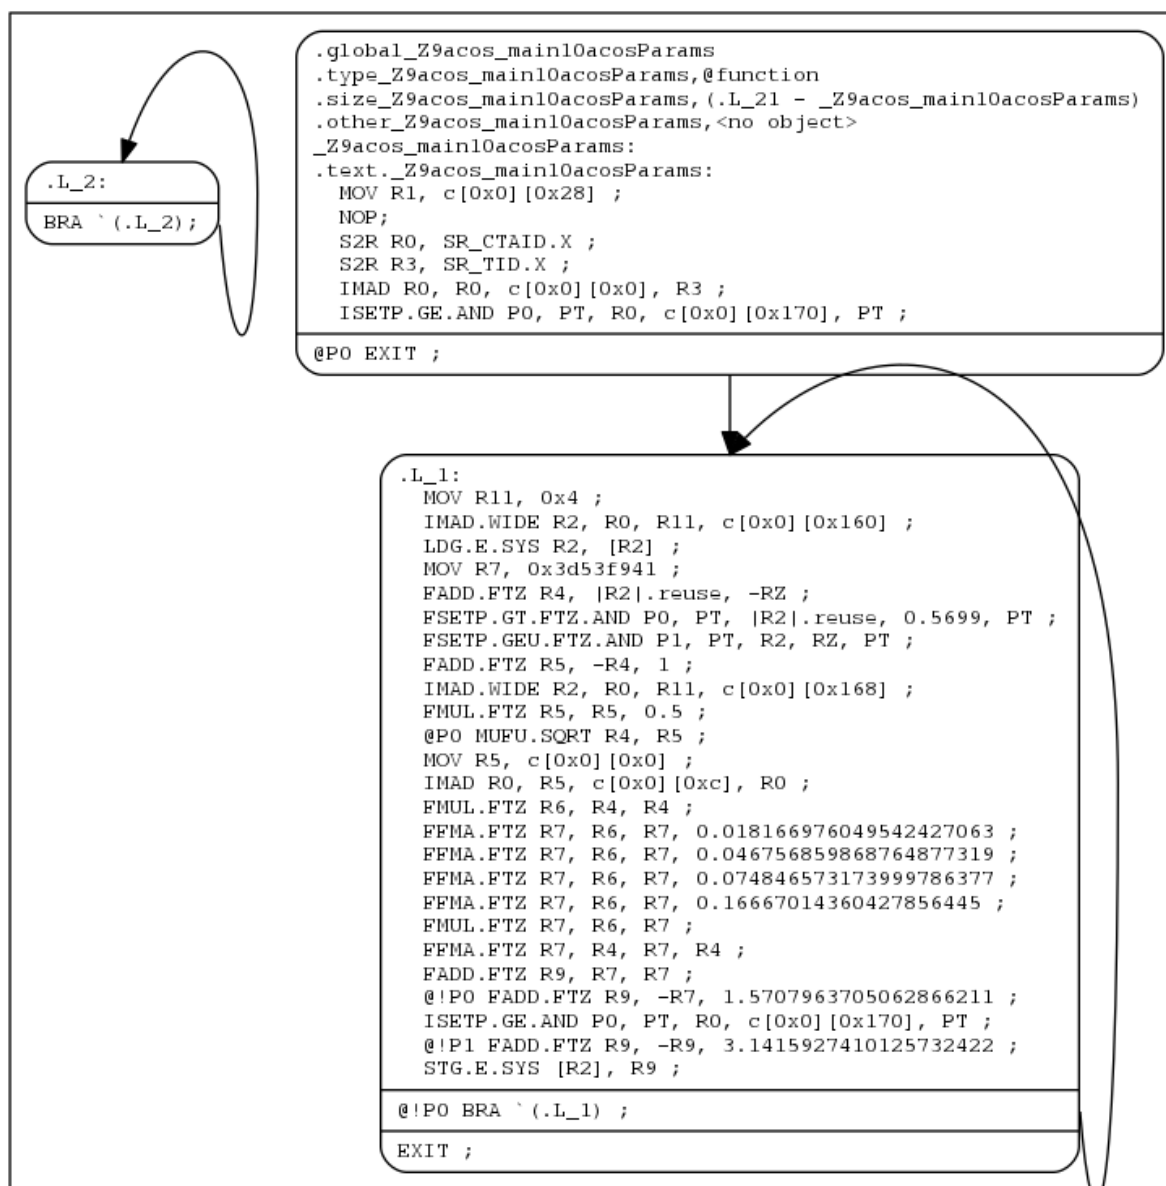 .L_2:
BRA `(.L_2);
.global_Z9acos_main10acosParams
.type_Z9acos_main10acosParams,@function
.size_Z9acos_main10acosParams,(.L_21 - _Z9acos_main10acosParams)
.other_Z9acos_main10acosParams,<no object>
_Z9acos_main10acosParams:
.text._Z9acos_main10acosParams:
MOV R1, c[0x0][0x28] ;
NOP;
S2R R0, SR_CTAID.X ;
S2R R3, SR_TID.X ;
IMAD R0, R0, c[0x0][0x0], R3 ;
ISETP.GE.AND P0, PT, R0, c[0x0][0x170], PT ;
@P0 EXIT ;
.L_1:
MOV R11, 0x4 ;
IMAD.WIDE R2, R0, R11, c[0x0][0x160] ;
LDG.E.SYS R2, [R2] ;
MOV R7, 0x3d53f941 ;
FADD.FTZ R4, |R2|.reuse, -RZ ;
FSETP.GT.FTZ.AND P0, PT, |R2|.reuse, 0.5699, PT ;
FSETP.GEU.FTZ.AND P1, PT, R2, RZ, PT ;
FADD.FTZ R5, -R4, 1 ;
IMAD.WIDE R2, R0, R11, c[0x0][0x168] ;
FMUL.FTZ R5, R5, 0.5 ;
@P0 MUFU.SQRT R4, R5 ;
MOV R5, c[0x0][0x0] ;
IMAD R0, R5, c[0x0][0xc], R0 ;
FMUL.FTZ R6, R4, R4 ;
FFMA.FTZ R7, R6, R7, 0.018166976049542427063 ;
FFMA.FTZ R7, R6, R7, 0.046756859868764877319 ;
FFMA.FTZ R7, R6, R7, 0.074846573173999786377 ;
FFMA.FTZ R7, R6, R7, 0.16667014360427856445 ;
FMUL.FTZ R7, R6, R7 ;
FFMA.FTZ R7, R4, R7, R4 ;
FADD.FTZ R9, R7, R7 ;
@!P0 FADD.FTZ R9, -R7, 1.5707963705062866211 ;
ISETP.GE.AND P0, PT, R0, c[0x0][0x170], PT ;
@!P1 FADD.FTZ R9, -R9, 3.1415927410125732422 ;
STG.E.SYS [R2], R9 ;
@!P0 BRA `(.L_1) ;
EXIT ;